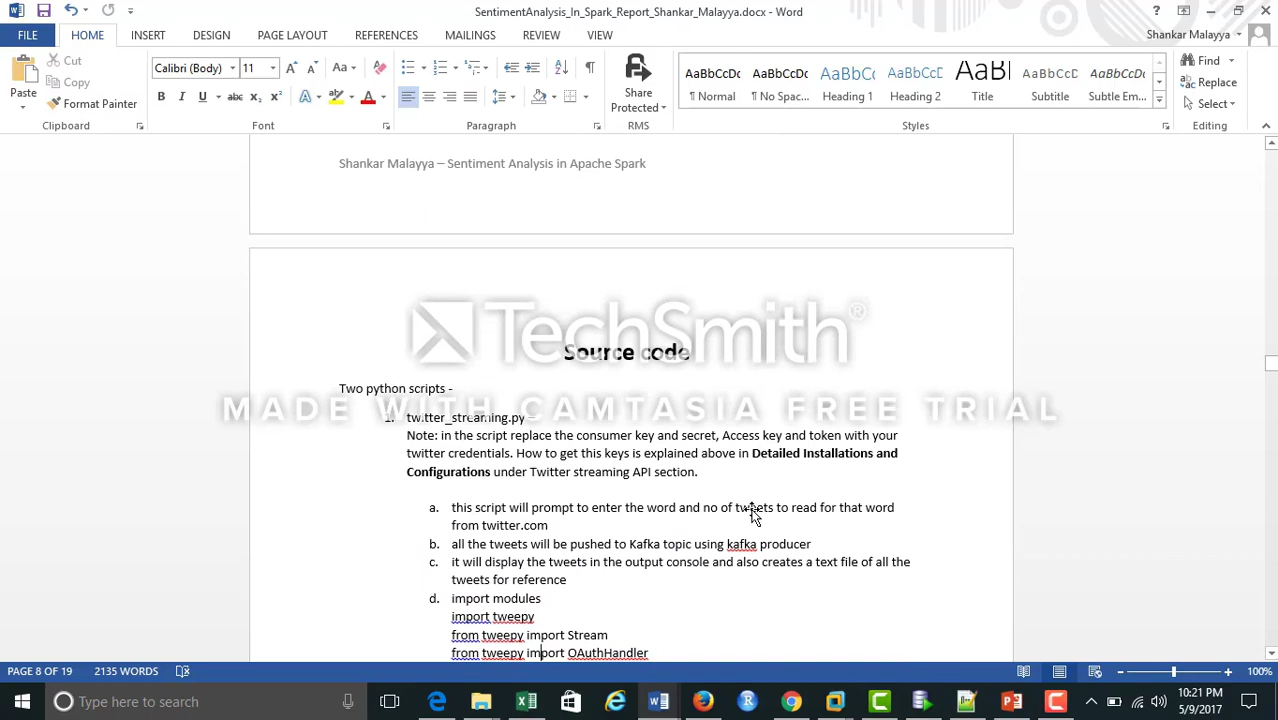 SentimentAnalysis_In_Spark_Report_Shankar_Malayya.docx - Word
FILE HOME INSERT DESIGN PAGE LAYOUT REFERENCES MAILINGS REVIEW VIEW Shankar Malayya
Paste
Cut
Copy
Format Painter
Clipboard
Calibri (Body) 11
Font
Paragraph
Share
Protected
RMS
AaBbCcDc AaBbCcDc AaBbCc AaBbCcD AaBl AaBbCcD AaBbCcDc
¶ Normal ¶ No Spac... Heading 1 Heading 2 Title Subtitle Subtle Em...
Styles
Find
Replace
Select
Editing
Shankar Malayya – Sentiment Analysis in Apache Spark
TechSmith®
MADE WITH CAMTASIA FREE TRIAL
Source code
Two python scripts -
1. twitter_streaming.py –
Note: in the script replace the consumer key and secret, Access key and token with your
twitter credentials. How to get this keys is explained above in Detailed Installations and
Configurations under Twitter streaming API section.
a. this script will prompt to enter the word and no of tweets to read for that word
from twitter.com
b. all the tweets will be pushed to Kafka topic using kafka producer
c. it will display the tweets in the output console and also creates a text file of all the
tweets for reference
d. import modules
import tweepy
from tweepy import Stream
from tweepy import OAuthHandler
PAGE 8 OF 19 2135 WORDS 100%
Type here to search
10:21 PM
5/9/2017